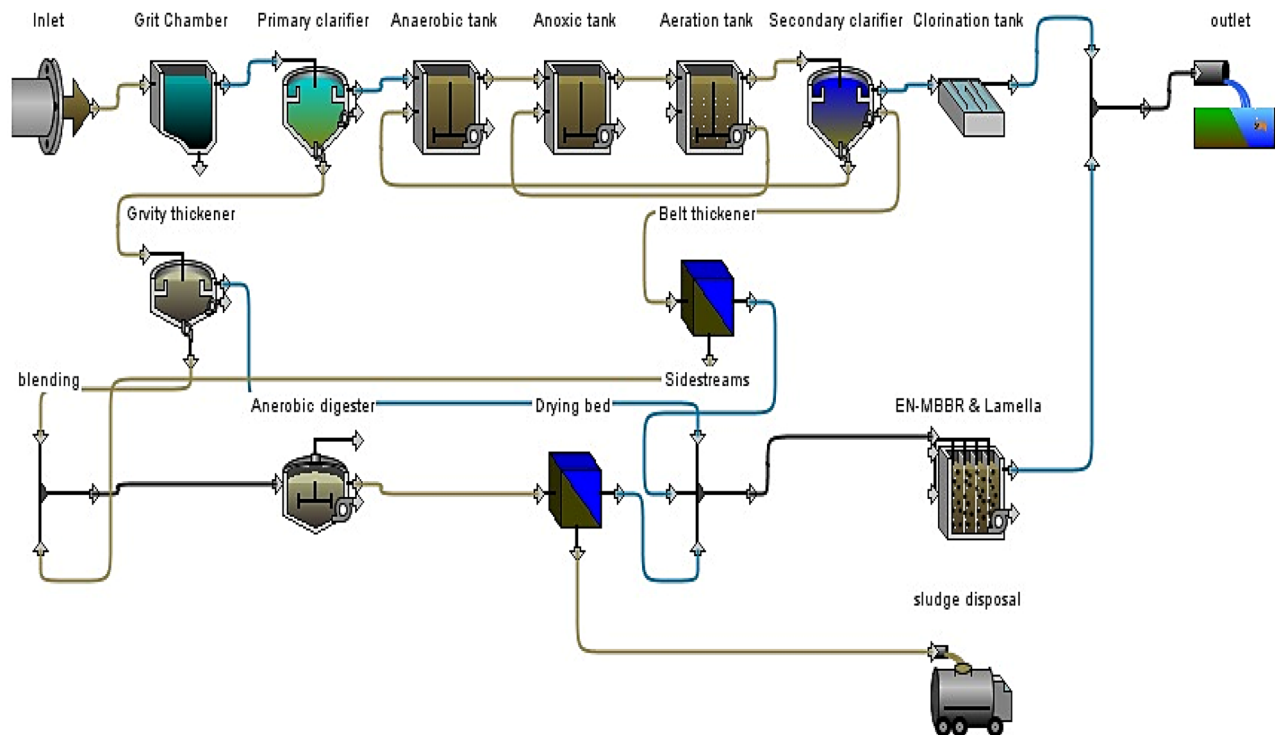 Inlet
Grit Chamber
Primary clarifier
Anaerobic tank
Anoxic tank
Aeration tank
Secondary clarifier
Clorination tank
outlet
Grvity thickener
Belt thickener
blending
Sidestreams
Anerobic digester
Drying bed
EN-MBBR & Lamella
sludge disposal